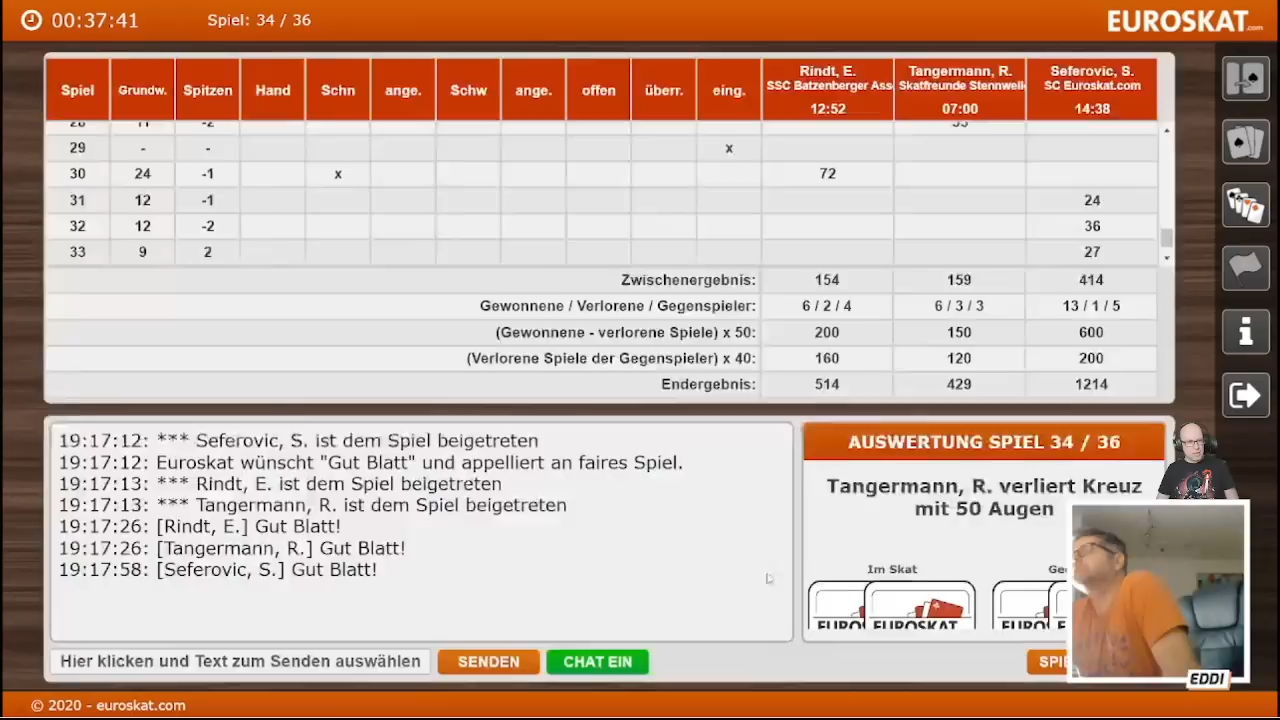 00:37:41 Spiel: 34 / 36 EUROSKAT.com
Spiel Grundw. Spitzen Hand Schn ange. Schw ange. offen überr. eing. Rindt, E. Tangermann, R. Seferovic, S.
SSC Batzenberger Ass Skatfreunde Stennweile SC Euroskat.com
12:52 07:00 14:38
29 - - x
30 24 -1 x 72
31 12 -1 24
32 12 -2 36
33 9 2 27
Zwischenergebnis: 154 159 414
Gewonnene / Verlorene / Gegenspieler: 6 / 2 / 4 6 / 3 / 3 13 / 1 / 5
(Gewonnene - verlorene Spiele) x 50: 200 150 600
(Verlorene Spiele der Gegenspieler) x 40: 160 120 200
Endergebnis: 514 429 1214
19:17:12: *** Seferovic, S. ist dem Spiel beigetreten
19:17:12: Euroskat wünscht "Gut Blatt" und appelliert an faires Spiel.
19:17:13: *** Rindt, E. ist dem Spiel beigetreten
19:17:13: *** Tangermann, R. ist dem Spiel beigetreten
19:17:26: [Rindt, E.] Gut Blatt!
19:17:26: [Tangermann, R.] Gut Blatt!
19:17:58: [Seferovic, S.] Gut Blatt!
AUSWERTUNG SPIEL 34 / 36
Tangermann, R. verliert Kreuz
mit 50 Augen
Im Skat
EUROSKAT
Hier klicken und Text zum Senden auswählen SENDEN CHAT EIN
EDDI
© 2020 - euroskat.com